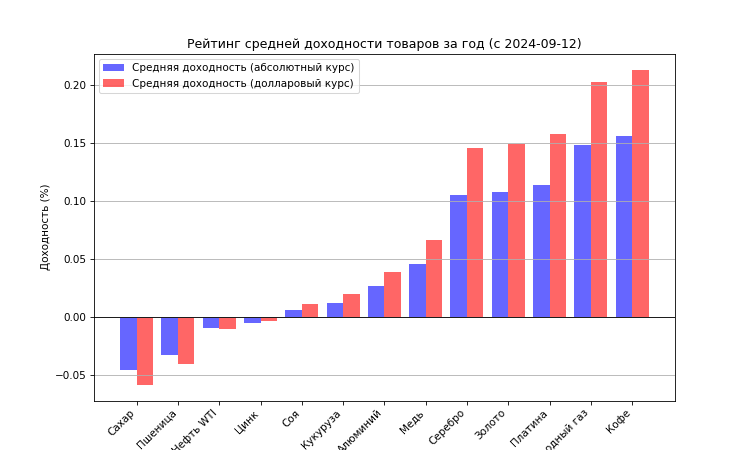 Рейтинг средней доходности товаров за год (с 2024-09-12)
Средняя доходность (абсолютный курс)
Средняя доходность (долларовый курс)
Доходность (%)
0.20
0.15
0.10
0.05
0.00
−0.05
Сахар
Пшеница
Нефть WTI
Цинк
Соя
Кукуруза
Алюминий
Медь
Серебро
Золото
Платина
газ
Кофе